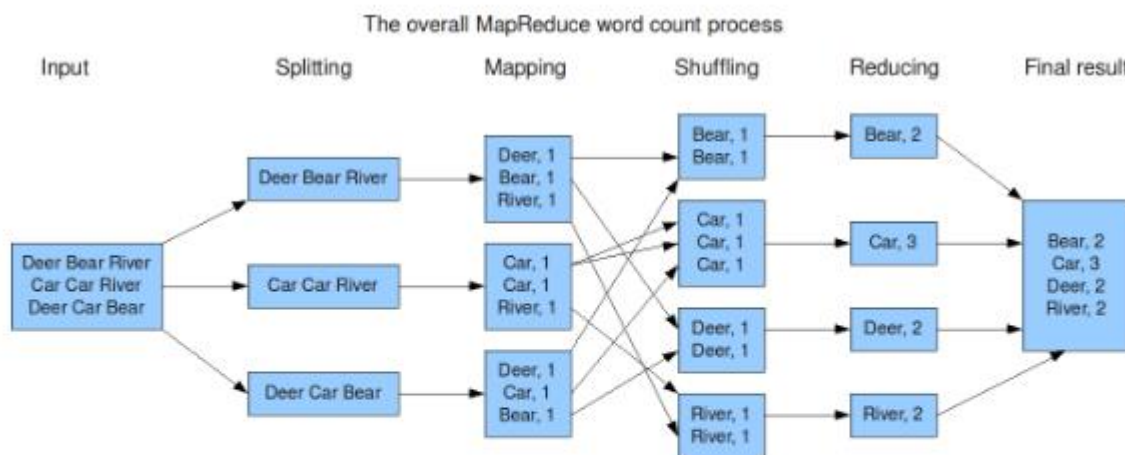 The overall MapReduce word count process
Input
Splitting
Mapping
Shuffling
Reducing
Final result
Deer Bear River
Car Car River
Deer Car Bear
Deer Bear River
Car Car River
Deer Car Bear
Deer, 1
Bear, 1
River, 1
Car, 1
Car, 1
River, 1
Deer, 1
Car, 1
Bear, 1
Bear, 1
Bear, 1
Car, 1
Car, 1
Car, 1
Deer, 1
Deer, 1
River, 1
River, 1
Bear, 2
Car, 3
Deer, 2
River, 2
Bear, 2
Car, 3
Deer, 2
River, 2